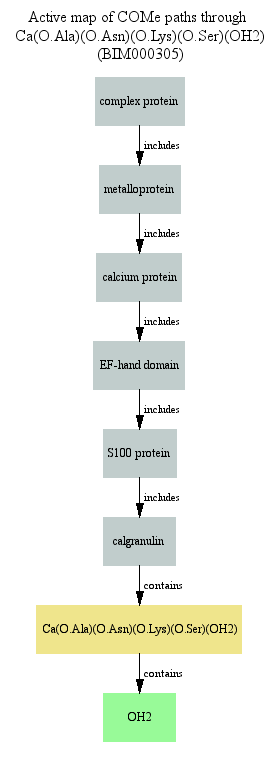 Active map of COMe paths through
Ca(O.Ala)(O.Asn)(O.Lys)(O.Ser)(OH2)
(BIM000305)
complex protein
includes
metalloprotein
includes
calcium protein
includes
EF-hand domain
includes
S100 protein
includes
calgranulin
contains
Ca(O.Ala)(O.Asn)(O.Lys)(O.Ser)(OH2)
contains
OH2